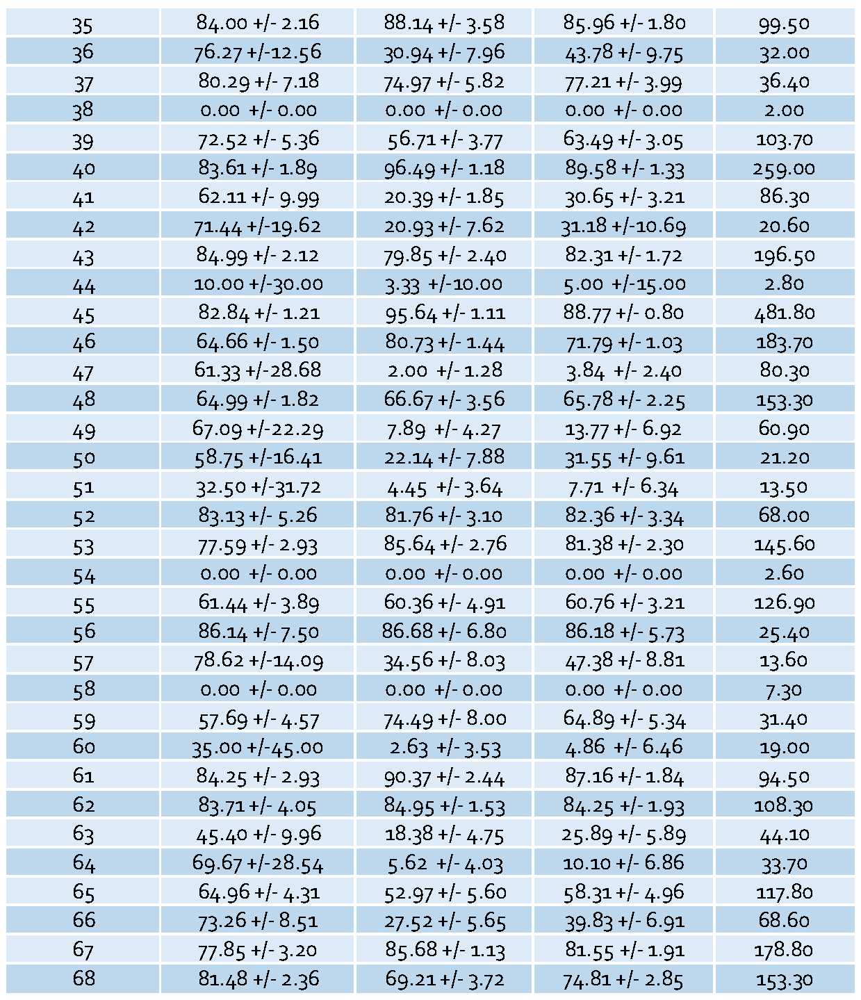 35 84.00 +/- 2.16 88.14 +/- 3.58 85.96 +/- 1.80 99.50
36 76.27 +/-12.56 30.94 +/- 7.96 43.78 +/- 9.75 32.00
37 80.29 +/- 7.18 74.97 +/- 5.82 77.21 +/- 3.99 36.40
38 0.00 +/- 0.00 0.00 +/- 0.00 0.00 +/- 0.00 2.00
39 72.52 +/- 5.36 56.71 +/- 3.77 63.49 +/- 3.05 103.70
40 83.61 +/- 1.89 96.49 +/- 1.18 89.58 +/- 1.33 259.00
41 62.11 +/- 9.99 20.39 +/- 1.85 30.65 +/- 3.21 86.30
42 71.44 +/-19.62 20.93 +/- 7.62 31.18 +/-10.69 20.60
43 84.99 +/- 2.12 79.85 +/- 2.40 82.31 +/- 1.72 196.50
44 10.00 +/-30.00 3.33 +/-10.00 5.00 +/-15.00 2.80
45 82.84 +/- 1.21 95.64 +/- 1.11 88.77 +/- 0.80 481.80
46 64.66 +/- 1.50 80.73 +/- 1.44 71.79 +/- 1.03 183.70
47 61.33 +/-28.68 2.00 +/- 1.28 3.84 +/- 2.40 80.30
48 64.99 +/- 1.82 66.67 +/- 3.56 65.78 +/- 2.25 153.30
49 67.09 +/-22.29 7.89 +/- 4.27 13.77 +/- 6.92 60.90
50 58.75 +/-16.41 22.14 +/- 7.88 31.55 +/- 9.61 21.20
51 32.50 +/-31.72 4.45 +/- 3.64 7.71 +/- 6.34 13.50
52 83.13 +/- 5.26 81.76 +/- 3.10 82.36 +/- 3.34 68.00
53 77.59 +/- 2.93 85.64 +/- 2.76 81.38 +/- 2.30 145.60
54 0.00 +/- 0.00 0.00 +/- 0.00 0.00 +/- 0.00 2.60
55 61.44 +/- 3.89 60.36 +/- 4.91 60.76 +/- 3.21 126.90
56 86.14 +/- 7.50 86.68 +/- 6.80 86.18 +/- 5.73 25.40
57 78.62 +/-14.09 34.56 +/- 8.03 47.38 +/- 8.81 13.60
58 0.00 +/- 0.00 0.00 +/- 0.00 0.00 +/- 0.00 7.30
59 57.69 +/- 4.57 74.49 +/- 8.00 64.89 +/- 5.34 31.40
60 35.00 +/-45.00 2.63 +/- 3.53 4.86 +/- 6.46 19.00
61 84.25 +/- 2.93 90.37 +/- 2.44 87.16 +/- 1.84 94.50
62 83.71 +/- 4.05 84.95 +/- 1.53 84.25 +/- 1.93 108.30
63 45.40 +/- 9.96 18.38 +/- 4.75 25.89 +/- 5.89 44.10
64 69.67 +/-28.54 5.62 +/- 4.03 10.10 +/- 6.86 33.70
65 64.96 +/- 4.31 52.97 +/- 5.60 58.31 +/- 4.96 117.80
66 73.26 +/- 8.51 27.52 +/- 5.65 39.83 +/- 6.91 68.60
67 77.85 +/- 3.20 85.68 +/- 1.13 81.55 +/- 1.91 178.80
68 81.48 +/- 2.36 69.21 +/- 3.72 74.81 +/- 2.85 153.30